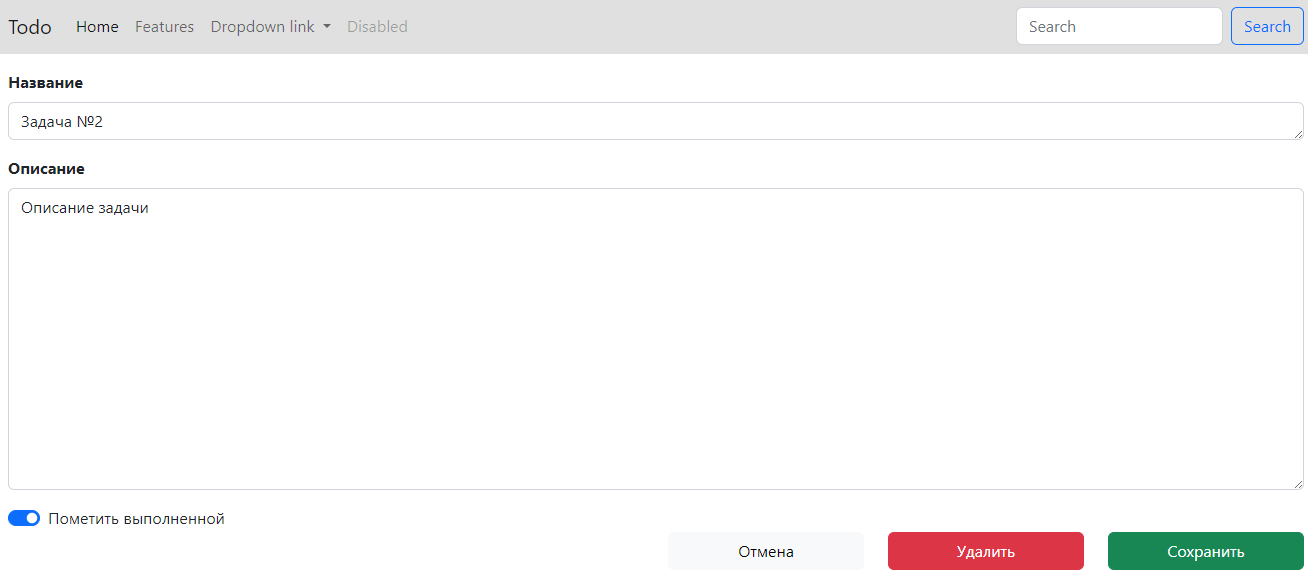 Todo Home Features Dropdown link Disabled Search Search
Название
Задача №2
Описание
Описание задачи
Пометить выполненной
Отмена Удалить Сохранить